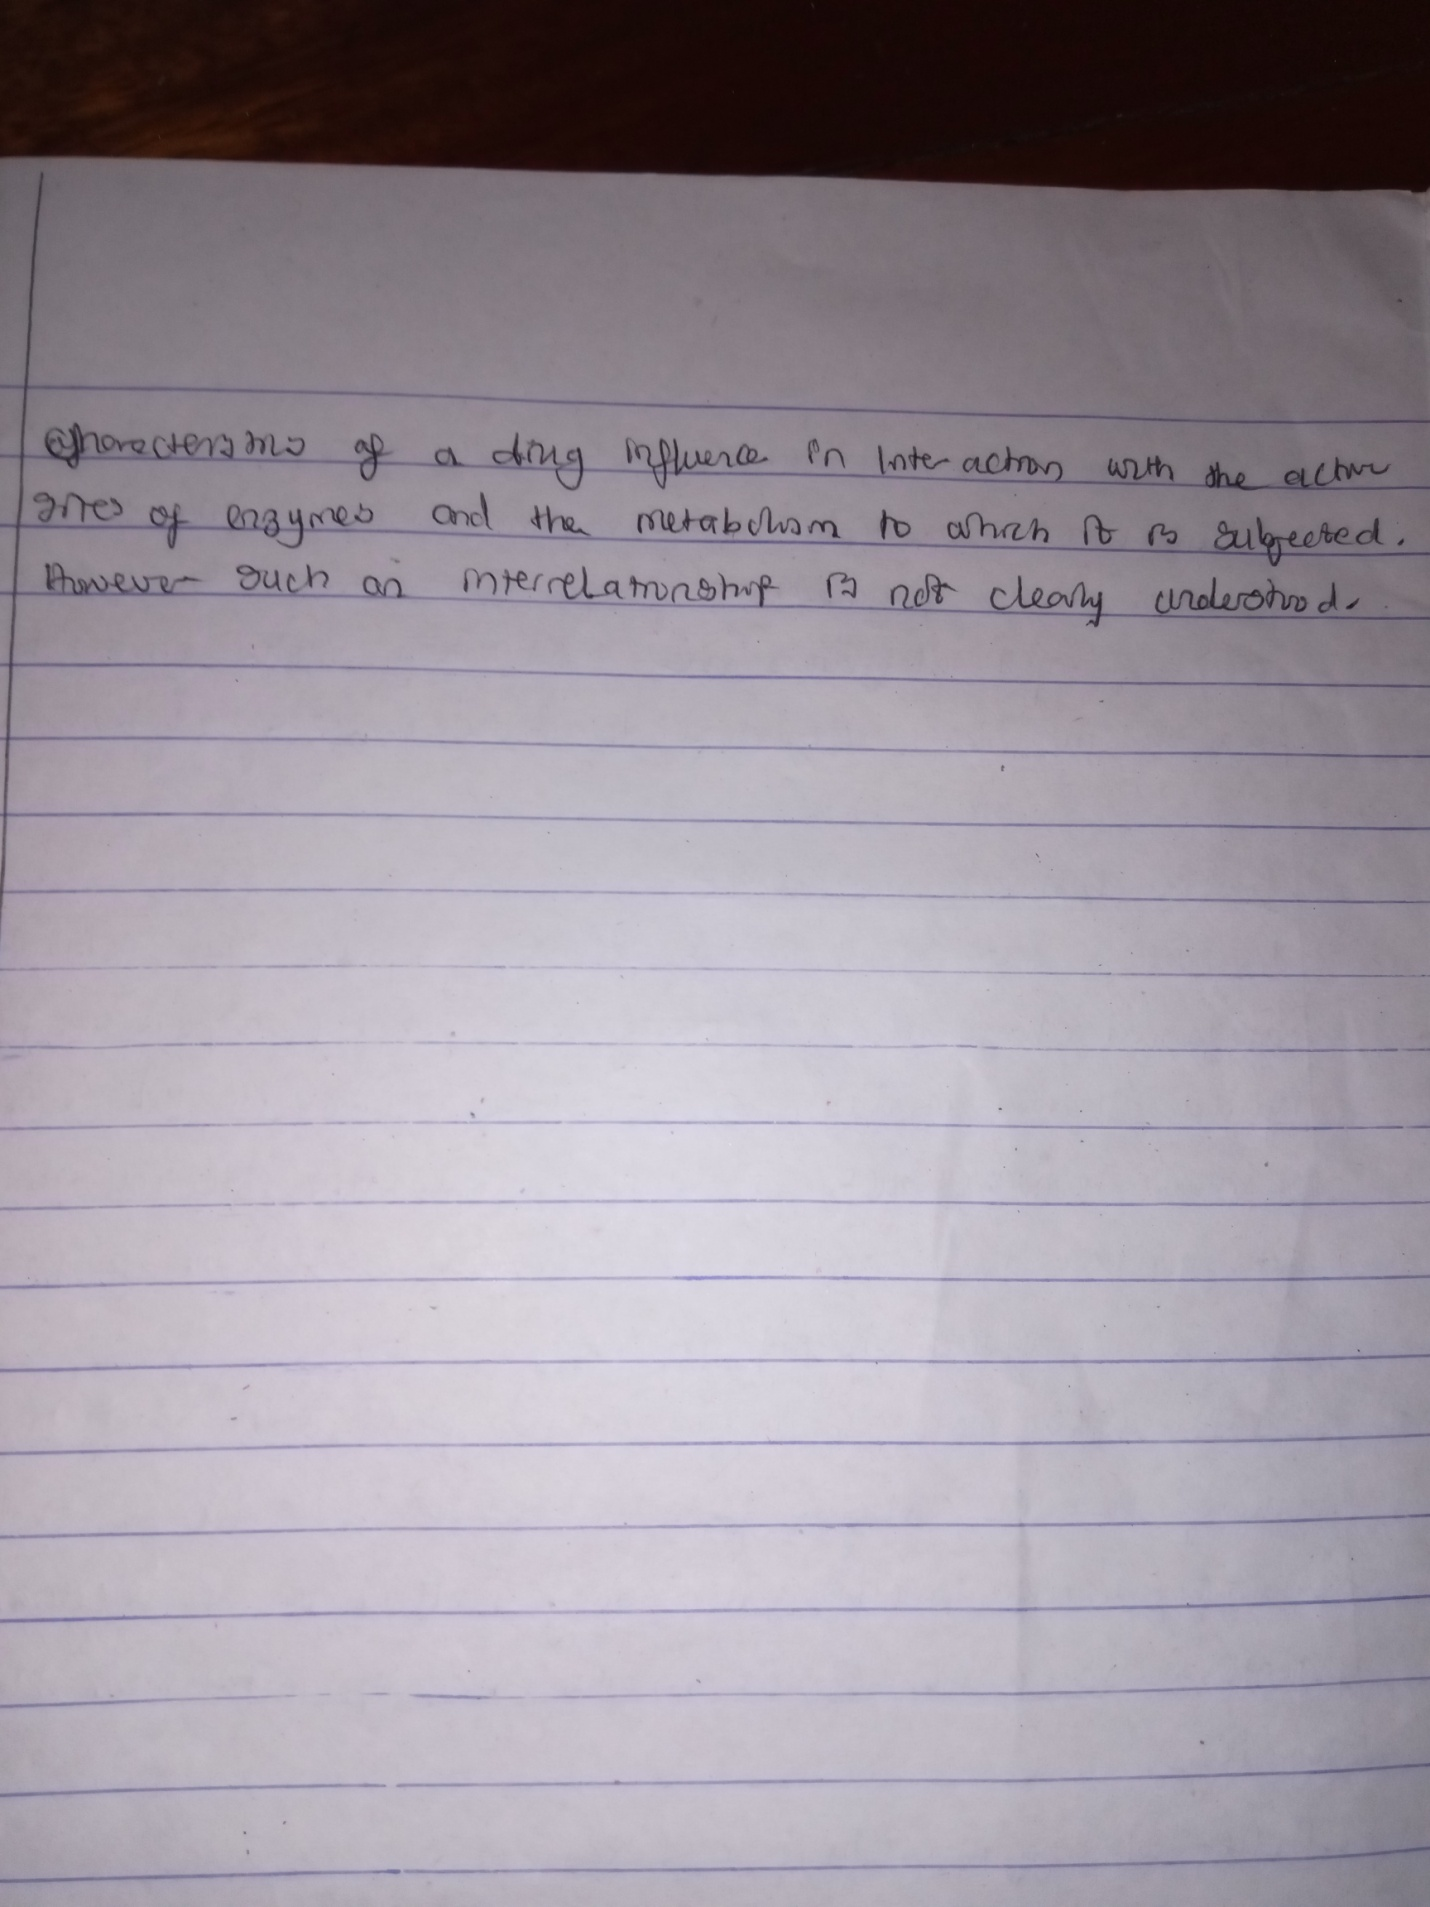 Characteristics of a drug influence in interaction with the active
sites of enzymes and the metabolism to which it is subjected.
However such an interrelationship is not clearly understood.